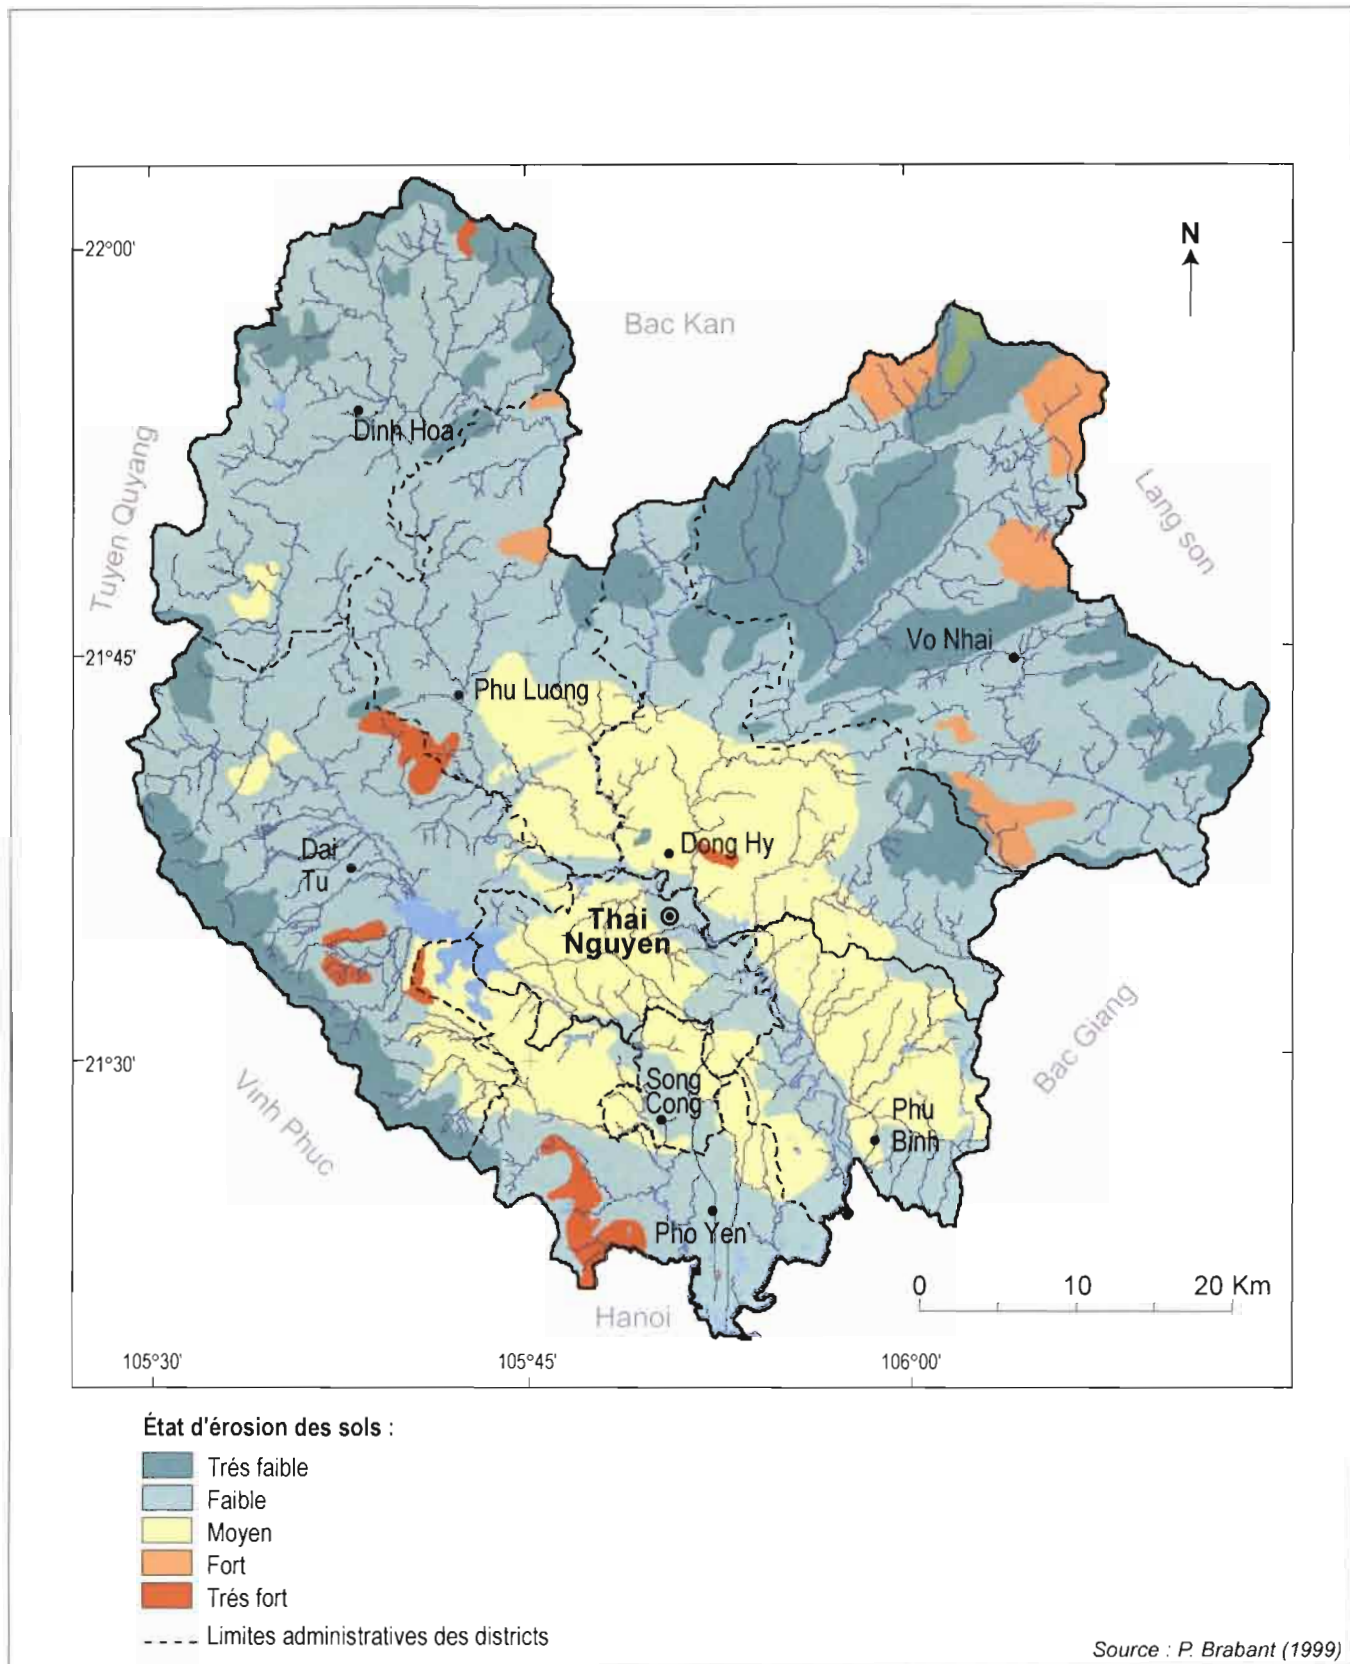 N
22°00'
Bac Kan
Dinh Hoa
Tuyen Quyang
Lang son
21°45'
Vo Nhai
Phu Luong
Dai
Tu
Dong Hy
Thai
Nguyen
21°30'
Bac Giang
Song
Cong
Vinh Phuc
Phu
Binh
Pho Yen
0 10 20 Km
Hanoi
105°30' 105°45' 106°00'
État d'érosion des sols :
Trés faible
Faible
Moyen
Fort
Trés fort
Limites administratives des districts
Source : P. Brabant (1999)